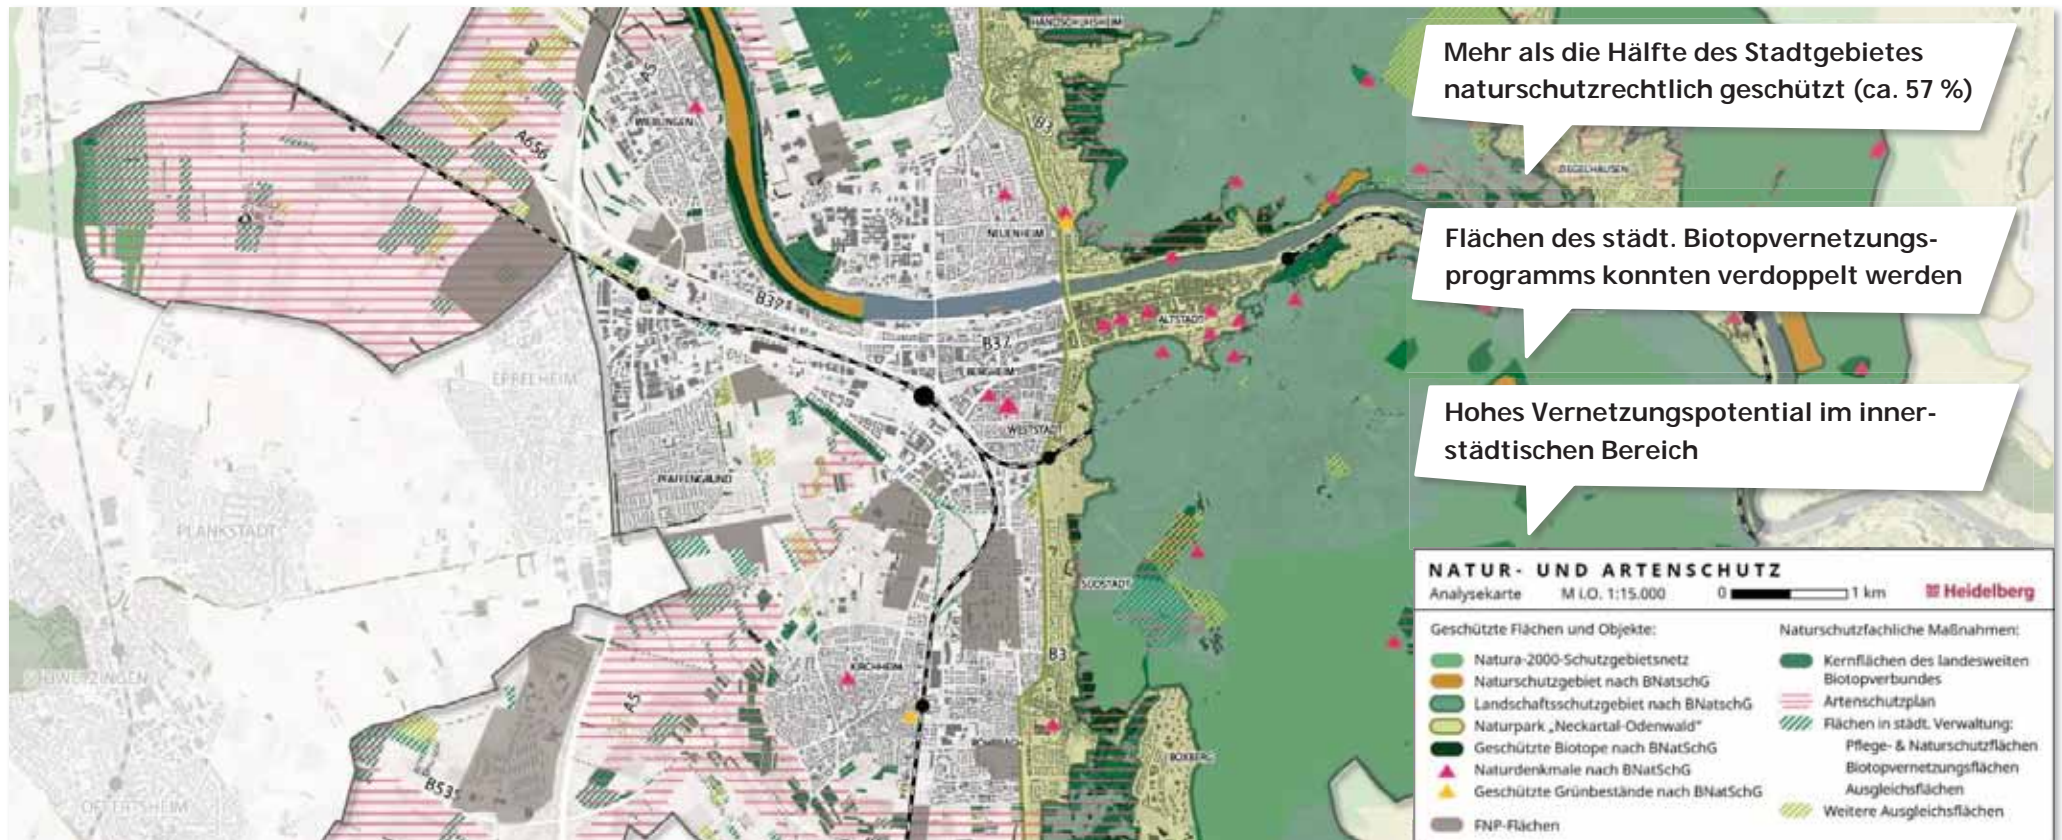 Mehr als die Hälfte des Stadtgebietes
naturschutzrechtlich geschützt (ca. 57 %)
Flächen des städt. Biotopvernetzungs-
programms konnten verdoppelt werden
Hohes Vernetzungspotential im inner-
städtischen Bereich
HANDSCHUHSHEIM
A5
WIEBLINGEN
B3
A656
ZIEGELHAUSEN
NEUENHEIM
B37
ALTSTADT
B37
BERGHEIM
EPPELHEIM
WESTSTADT
PFAFFENGRUND
PLANKSTADT
SÜDSTADT
B3
KIRCHHEIM
A5
ROHRBACH
BOXBERG
B535
OFTERSHEIM
NATUR- UND ARTENSCHUTZ
Analysekarte M i.O. 1:15.000 0 1 km Heidelberg
Geschützte Flächen und Objekte:
Natura-2000-Schutzgebietsnetz
Naturschutzgebiet nach BNatschG
Landschaftsschutzgebiet nach BNatschG
Naturpark „Neckartal-Odenwald“
Geschützte Biotope nach BNatSchG
Naturdenkmale nach BNatSchG
Geschützte Grünbestände nach BNatSchG
FNP-Flächen
Naturschutzfachliche Maßnahmen:
Kernflächen des landesweiten
Biotopverbundes
Artenschutzplan
Flächen in städt. Verwaltung:
Pflege- & Naturschutzflächen
Biotopvernetzungsflächen
Ausgleichsflächen
Weitere Ausgleichsflächen